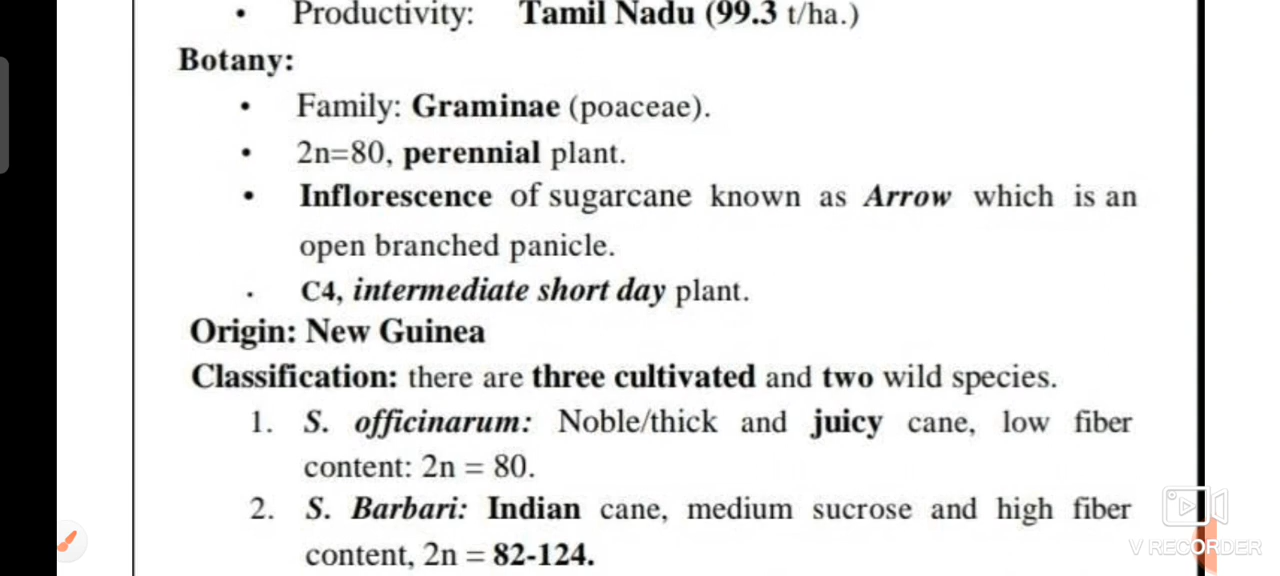 • Productivity: Tamil Nadu (99.3 t/ha.)
Botany:
• Family: Graminae (poaceae).
• 2n=80, perennial plant.
• Inflorescence of sugarcane known as Arrow which is an
open branched panicle.
· C4, intermediate short day plant.
Origin: New Guinea
Classification: there are three cultivated and two wild species.
1. S. officinarum: Noble/thick and juicy cane, low fiber
content: 2n = 80.
2. S. Barbari: Indian cane, medium sucrose and high fiber
content, 2n = 82-124.
V RECORDER